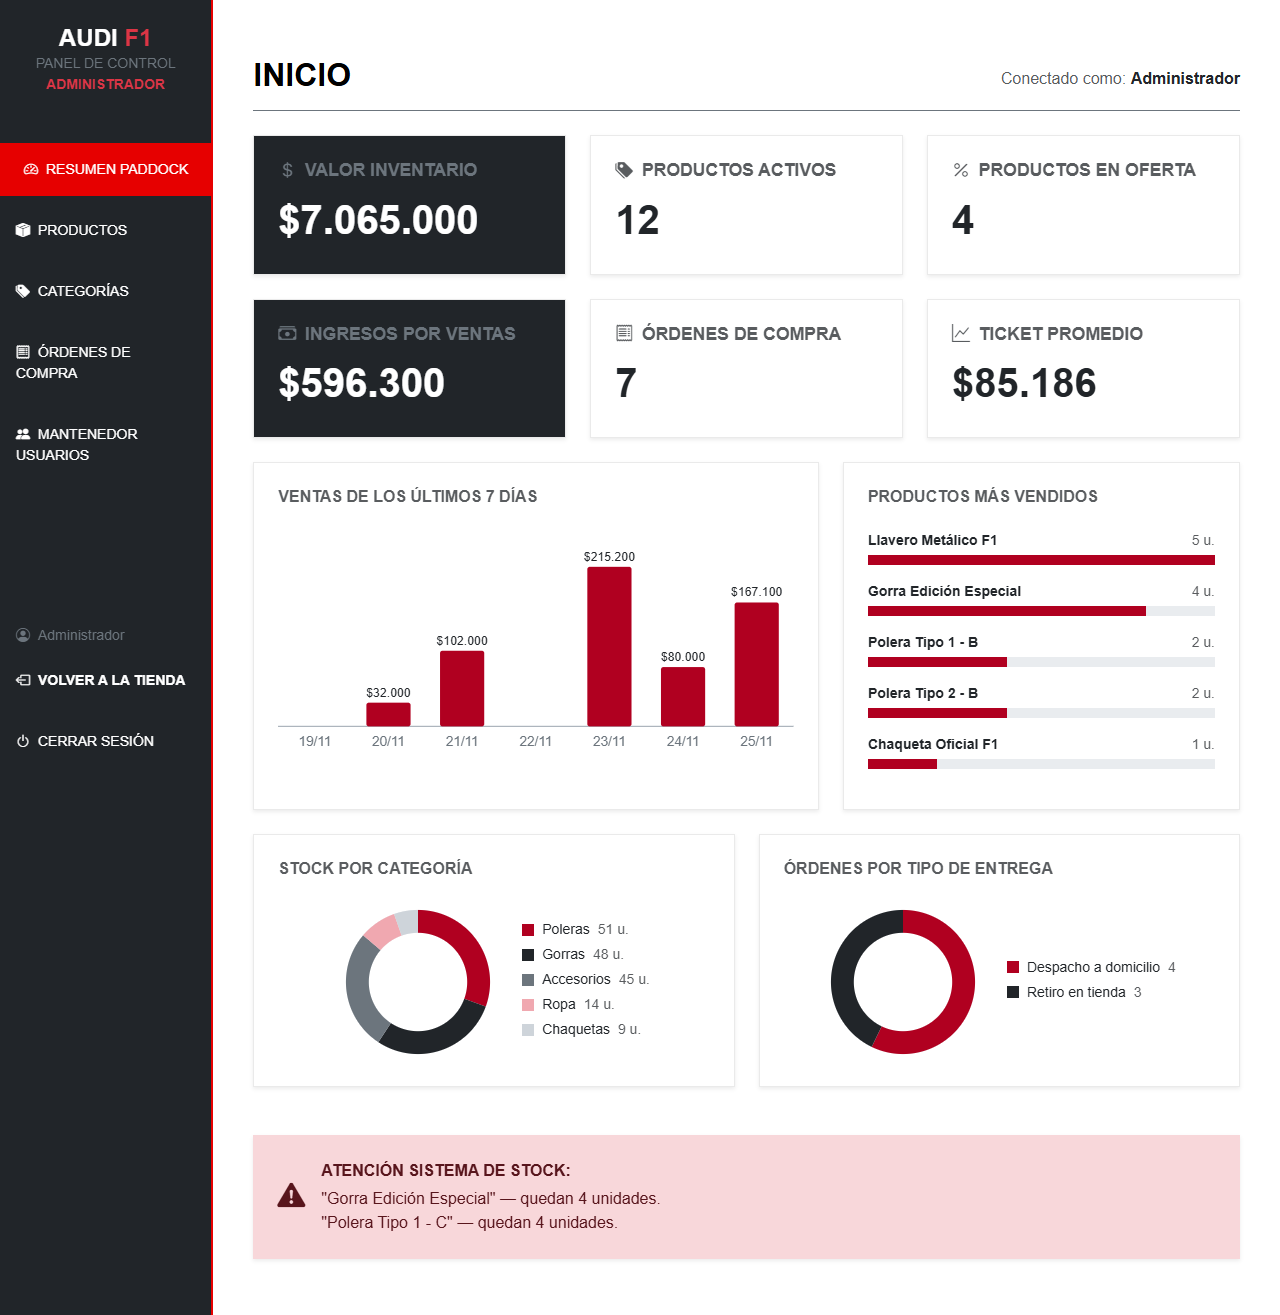 AUDI F1
PANEL DE CONTROL
ADMINISTRADOR
RESUMEN PADDOCK
PRODUCTOS
CATEGORÍAS
ÓRDENES DE
COMPRA
MANTENEDOR
USUARIOS
Administrador
VOLVER A LA TIENDA
CERRAR SESIÓN
INICIO
Conectado como: Administrador
$ VALOR INVENTARIO
$7.065.000
PRODUCTOS ACTIVOS
12
% PRODUCTOS EN OFERTA
4
INGRESOS POR VENTAS
$596.300
ÓRDENES DE COMPRA
7
TICKET PROMEDIO
$85.186
VENTAS DE LOS ÚLTIMOS 7 DÍAS
$32.000
$102.000
$215.200
$80.000
$167.100
19/11 20/11 21/11 22/11 23/11 24/11 25/11
PRODUCTOS MÁS VENDIDOS
Llavero Metálico F1 5 u.
Gorra Edición Especial 4 u.
Polera Tipo 1 - B 2 u.
Polera Tipo 2 - B 2 u.
Chaqueta Oficial F1 1 u.
STOCK POR CATEGORÍA
Poleras 51 u.
Gorras 48 u.
Accesorios 45 u.
Ropa 14 u.
Chaquetas 9 u.
ÓRDENES POR TIPO DE ENTREGA
Despacho a domicilio 4
Retiro en tienda 3
ATENCIÓN SISTEMA DE STOCK:
"Gorra Edición Especial" — quedan 4 unidades.
"Polera Tipo 1 - C" — quedan 4 unidades.